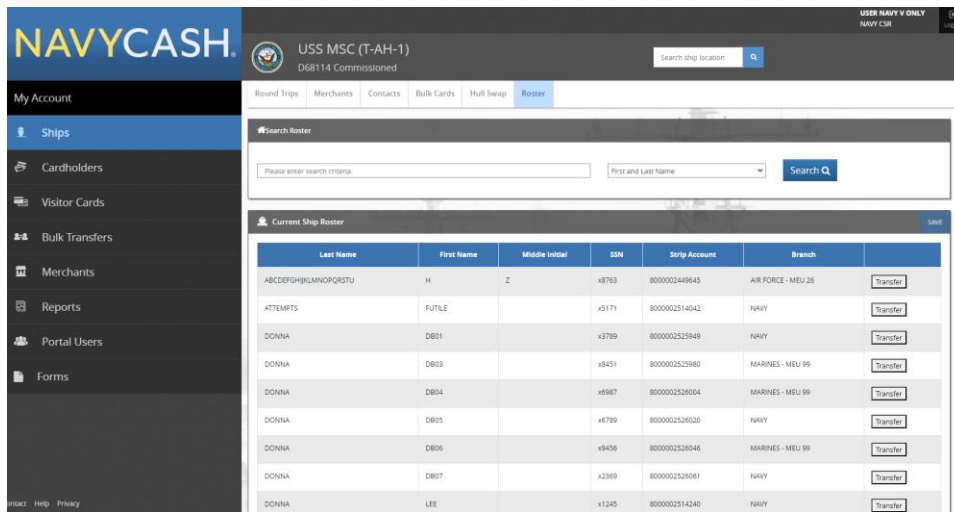 USER NAVY V ONLY
NAVY CSR
NAVYCASH.
USS MSC (T-AH-1)
D68114 Commissioned
Search ship location
My Account
Ships
Cardholders
Visitor Cards
Bulk Transfers
Merchants
Reports
Portal Users
Forms
Round Trips Merchants Contacts Bulk Cards Hull Swap Roster
Search Roster
Please enter search criteria. First and Last Name Search
Current Ship Roster SAVE
Last Name First Name Middle Initial SSN Strip Account Branch
ABCDEFGHIJKLMNOPQRSTU H Z x8763 8000002449645 AIR FORCE - MEU 26 Transfer
ATTEMPTS FUTILE x5171 8000002514042 NAVY Transfer
DONNA DB01 x3789 8000002525949 NAVY Transfer
DONNA DB03 x8451 8000002525980 MARINES - MEU 99 Transfer
DONNA DB04 x6987 8000002526004 MARINES - MEU 99 Transfer
DONNA DB05 x6789 8000002526020 NAVY Transfer
DONNA DB06 x9456 8000002526046 MARINES - MEU 99 Transfer
DONNA DB07 x2369 8000002526061 NAVY Transfer
DONNA LEE x1245 8000002514240 NAVY Transfer
Help Privacy